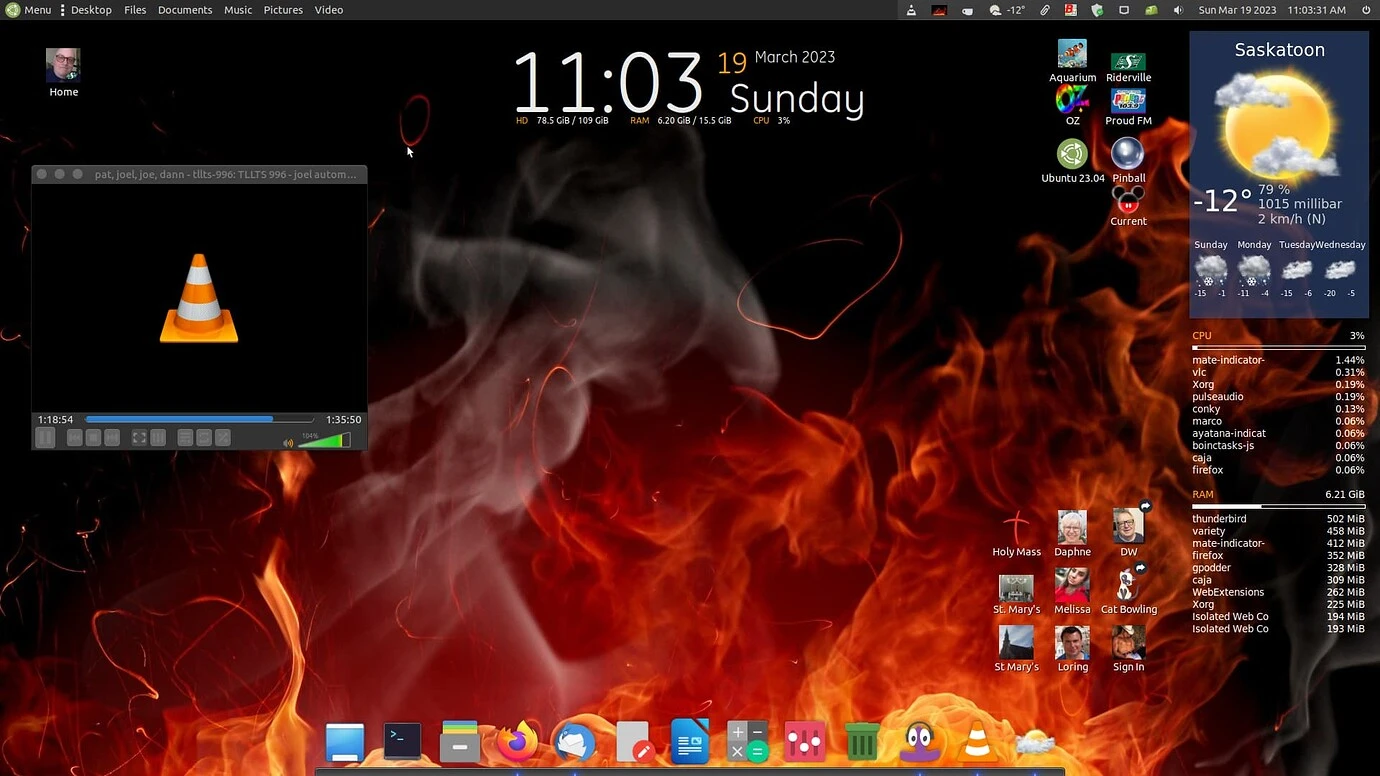 Menu Desktop Files Documents Music Pictures Video
-12° Sun Mar 19 2023 11:03:31 AM
Home
11:03 19 March 2023
Sunday
HD 78.5 GiB / 109 GiB RAM 6.20 GiB / 15.5 GiB CPU 3%
pat, joel, joe, dann - tllts-996: TLLTS 996 - joel autom...
1:18:54 1:35:50
104%
Aquarium Riderville
OZ Proud FM
Ubuntu 23.04 Pinball
Current
Saskatoon
-12° 79 %
1015 millibar
2 km/h (N)
Sunday Monday Tuesday Wednesday
-15 -1 -11 -4 -15 -6 -20 -5
CPU 3%
mate-indicator- 1.44%
vlc 0.31%
Xorg 0.19%
pulseaudio 0.19%
conky 0.13%
marco 0.06%
ayatana-indicat 0.06%
boinctasks-js 0.06%
caja 0.06%
firefox 0.06%
RAM 6.21 GiB
thunderbird 502 MiB
variety 458 MiB
mate-indicator- 412 MiB
firefox 352 MiB
gpodder 328 MiB
caja 309 MiB
WebExtensions 262 MiB
Xorg 225 MiB
Isolated Web Co 194 MiB
Isolated Web Co 193 MiB
Holy Mass Daphne DW
St. Mary's Melissa Cat Bowling
St Mary's Loring Sign In